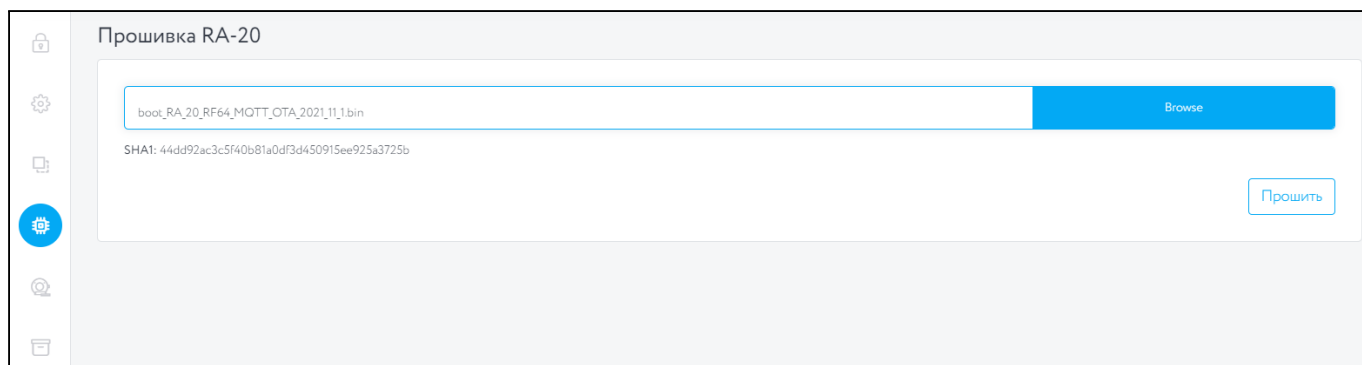 Прошивка RA-20
boot_RA_20_RF64_MQTT_OTA_2021_11_1.bin
Browse
SHA1: 44dd92ac3c5f40b81a0df3d450915ee925a3725b
Прошить